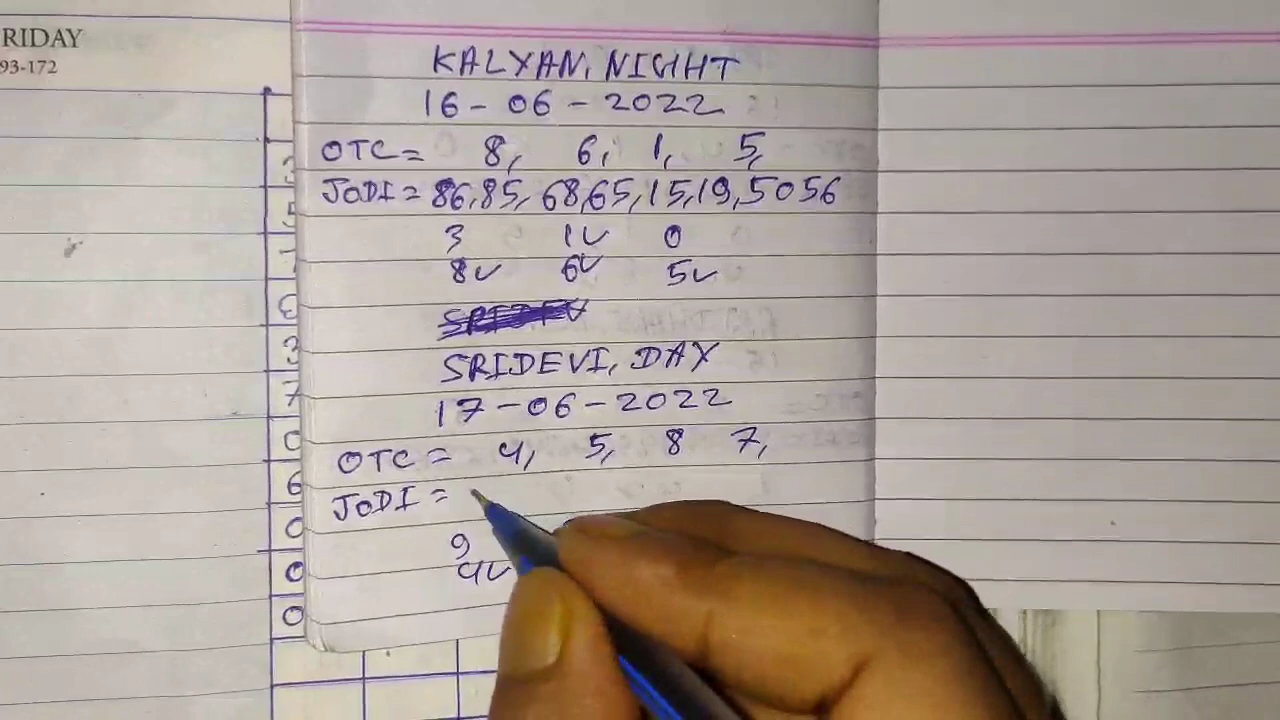 RIDAY
93-172
KALYAN, NIGHT
16-06-2022
OTC= 8, 6, 1, 5,
JODI= 86,85, 68,65,15,19,5056
3 1✓ 0
8✓ 6✓ 5✓
SRIDEVI, DAY
17-06-2022
OTC= 4, 5, 8 7,
JODI=
9
4✓